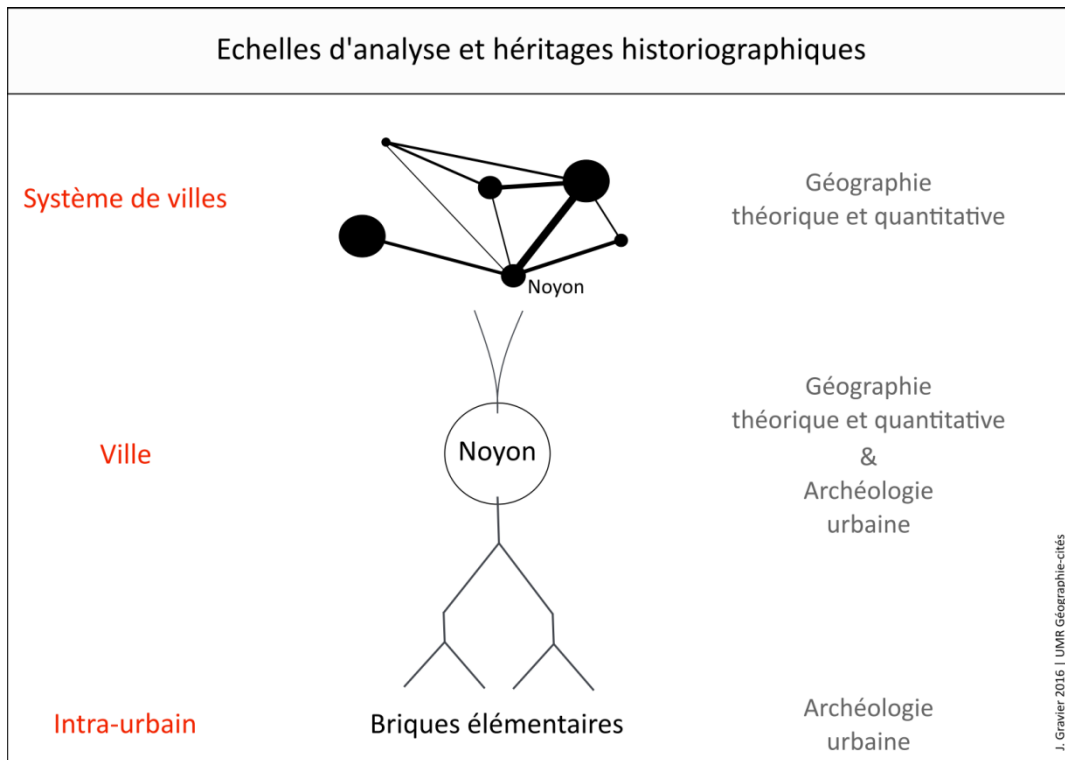 Echelles d'analyse et héritages historiographiques
Système de villes
Noyon
Géographie
théorique et quantitative
Ville
Noyon
Géographie
théorique et quantitative
&
Archéologie
urbaine
Intra-urbain
Briques élémentaires
Archéologie
urbaine
J. Gravier 2016 | UMR Géographie-cités